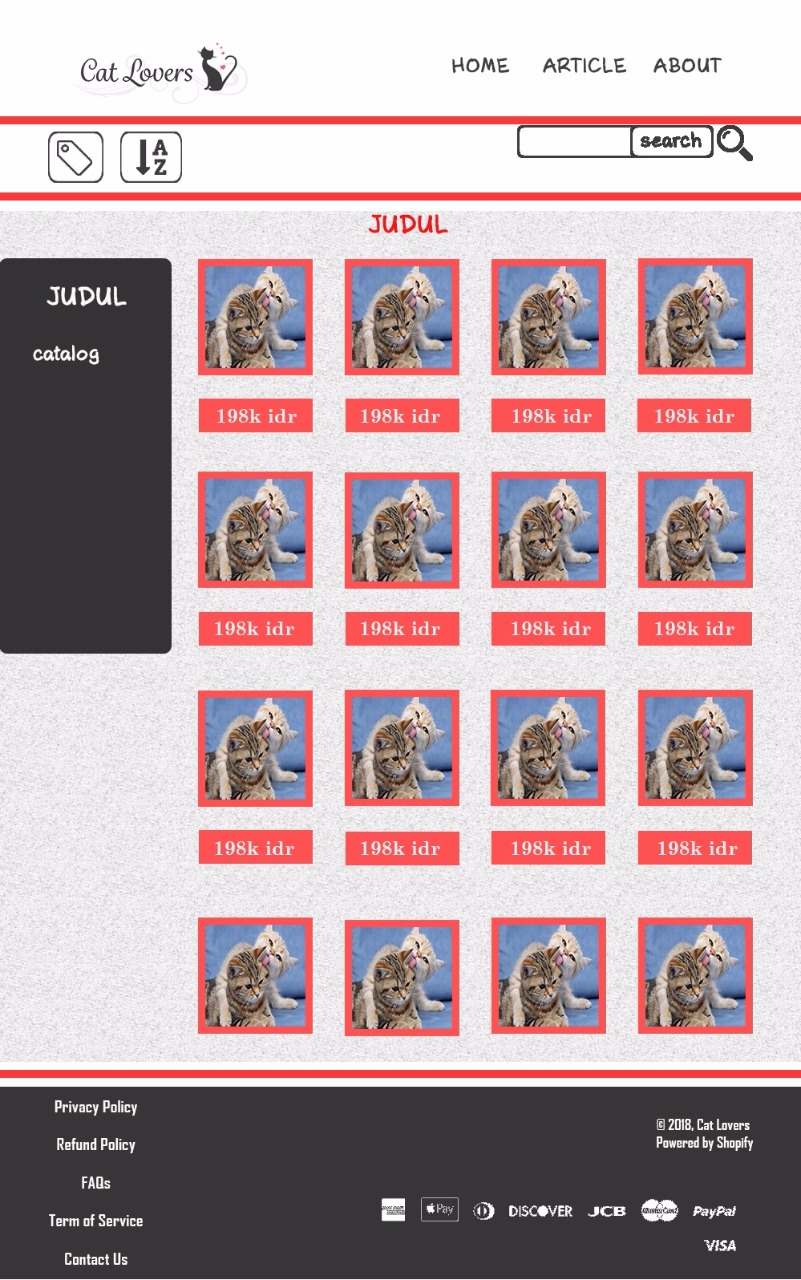 Cat Lovers
HOME ARTICLE ABOUT
A
Z
search
JUDUL
JUDUL
catalog
198k idr 198k idr 198k idr 198k idr
198k idr 198k idr 198k idr 198k idr
198k idr 198k idr 198k idr 198k idr
Privacy Policy
Refund Policy
FAQs
Term of Service
Contact Us
© 2018, Cat Lovers
Powered by Shopify
Pay DISCOVER JCB MasterCard PayPal
VISA